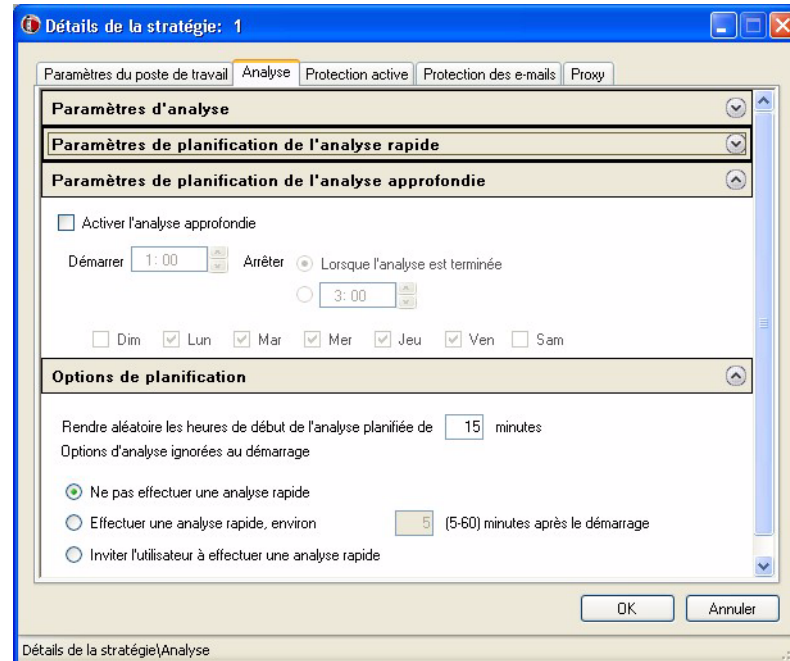 Détails de la stratégie: 1
Paramètres du poste de travail Analyse Protection active Protection des e-mails Proxy
Paramètres d'analyse
Paramètres de planification de l'analyse rapide
Paramètres de planification de l'analyse approfondie
Activer l'analyse approfondie
Démarrer 1:00 Arrêter Lorsque l'analyse est terminée
3:00
Dim Lun Mar Mer Jeu Ven Sam
Options de planification
Rendre aléatoire les heures de début de l'analyse planifiée de 15 minutes
Options d'analyse ignorées au démarrage
Ne pas effectuer une analyse rapide
Effectuer une analyse rapide, environ 5 (5-60) minutes après le démarrage
Inviter l'utilisateur à effectuer une analyse rapide
OK Annuler
Détails de la stratégie\Analyse